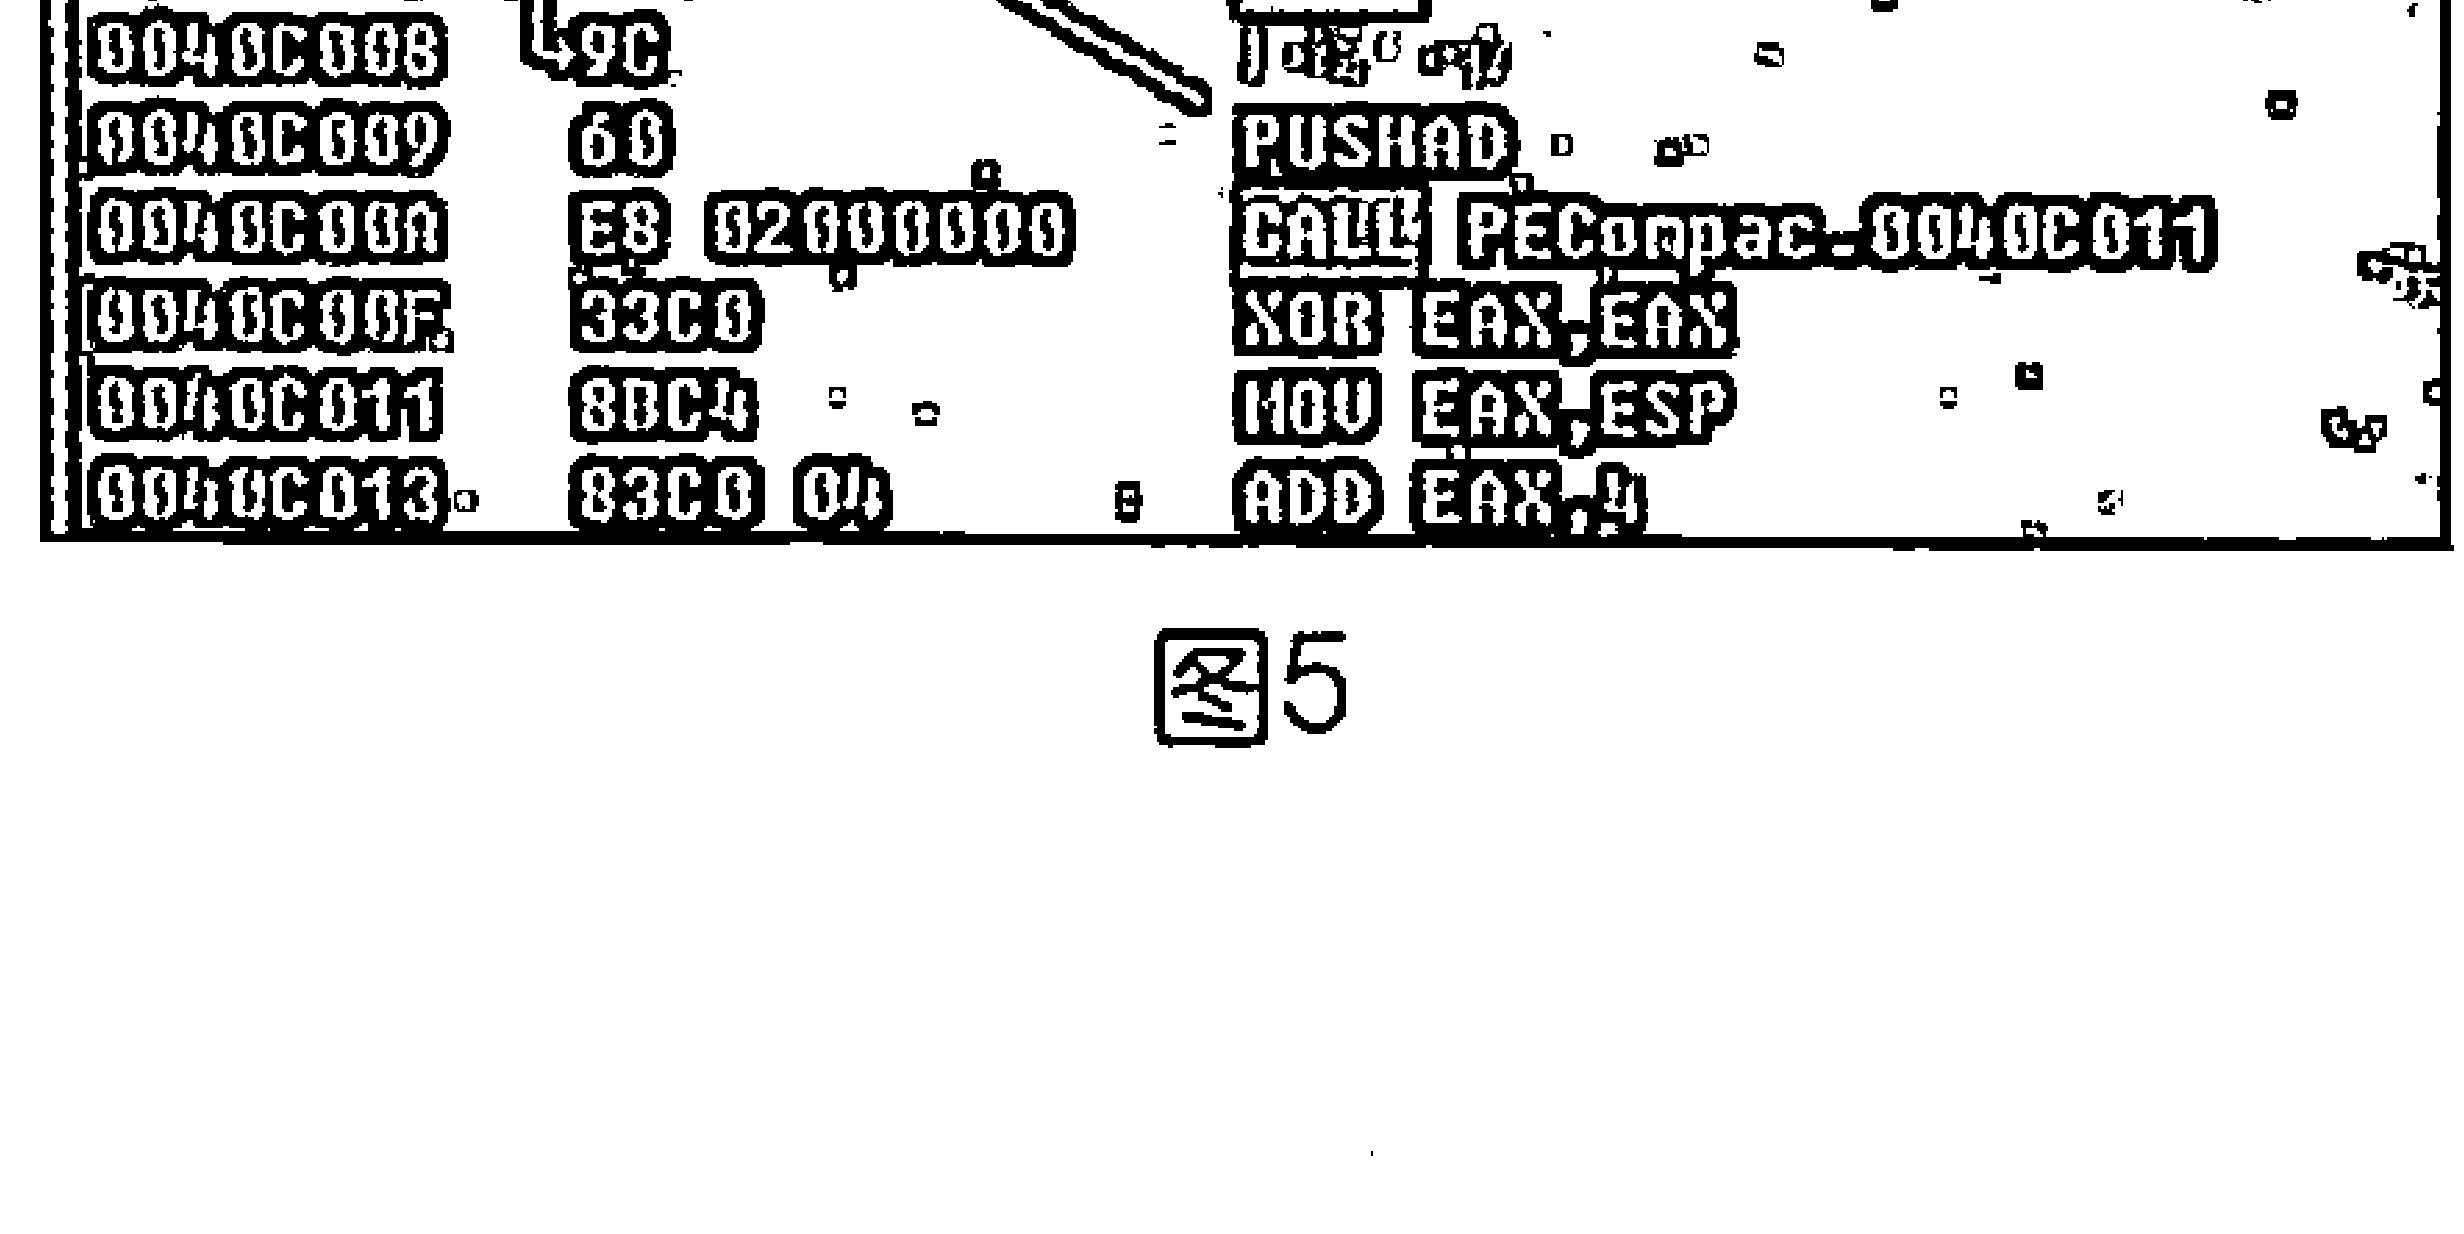 0040C008 9C
0040C009 60 PUSHAD
0040C00A E8 02000000 CALL PECompac.0040C011
0040C00F 33C0 XOR EAX,EAX
0040C011 8BC4 MOV EAX,ESP
0040C013 83C0 04 ADD EAX,4
图5